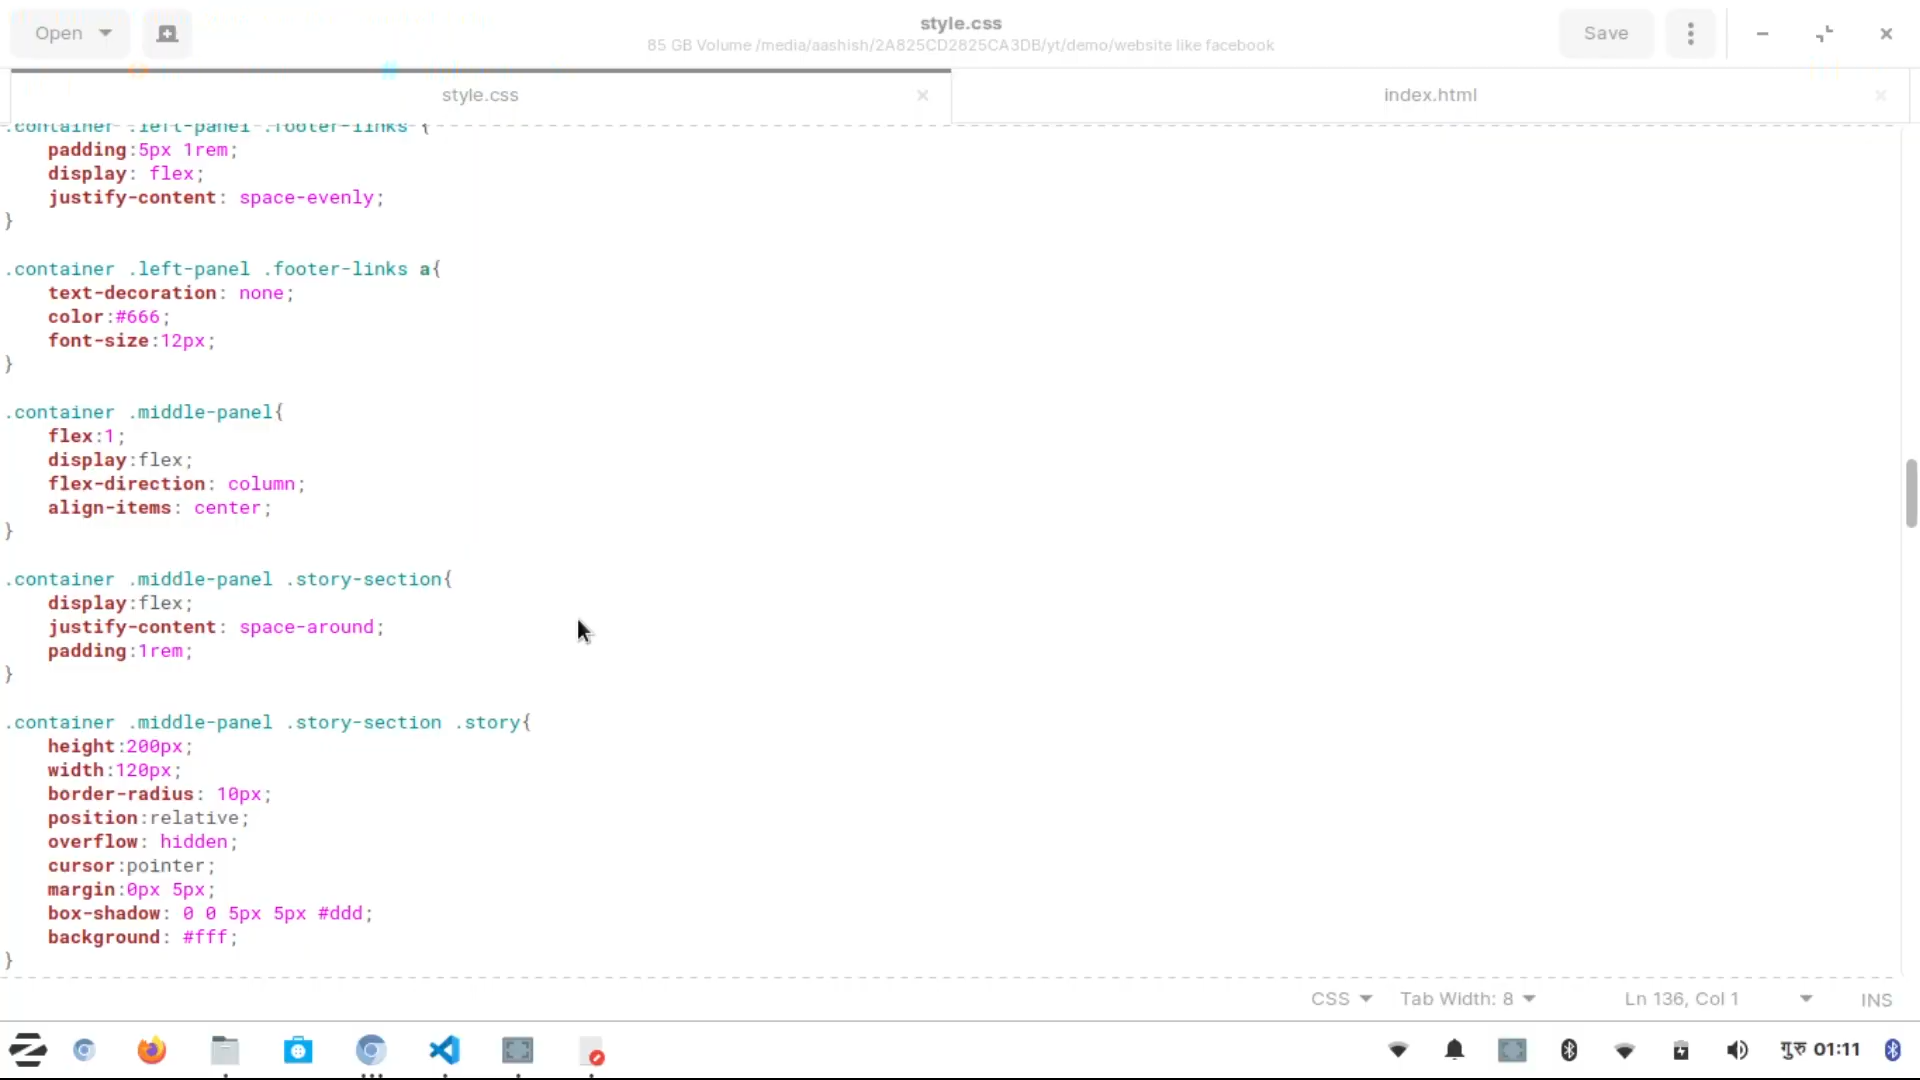 Open
style.css
85 GB Volume /media/aashish/2A825CD2825CA3DB/yt/demo/website like facebook
Save
style.css
index.html
.container .left-panel .footer-links {
padding:5px 1rem;
display: flex;
justify-content: space-evenly;
}
.container .left-panel .footer-links a{
text-decoration: none;
color:#666;
font-size:12px;
}
.container .middle-panel{
flex:1;
display:flex;
flex-direction: column;
align-items: center;
}
.container .middle-panel .story-section{
display:flex;
justify-content: space-around;
padding:1rem;
}
.container .middle-panel .story-section .story{
height:200px;
width:120px;
border-radius: 10px;
position:relative;
overflow: hidden;
cursor:pointer;
margin:0px 5px;
box-shadow: 0 0 5px 5px #ddd;
background: #fff;
}
CSS Tab Width: 8 Ln 136, Col 1 INS
गुरु 01:11